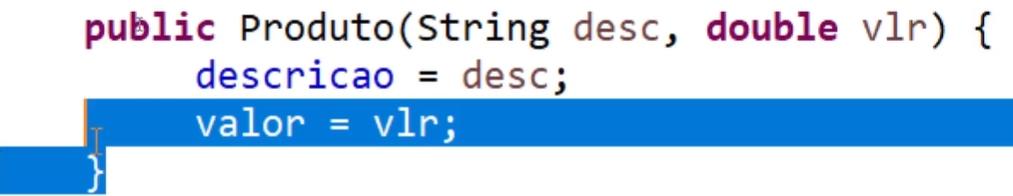 public Produto(String desc, double vlr) {
descricao = desc;
valor = vlr;
}